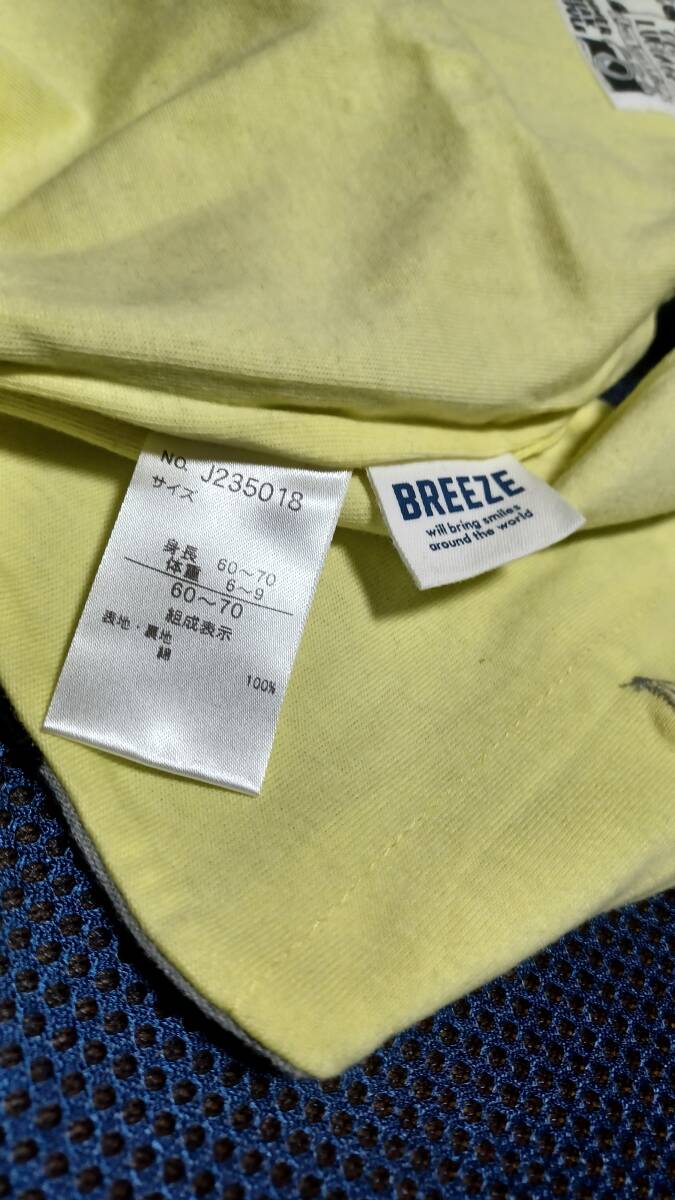 NO. J235018
サイズ
身長 60～70
体重 6～9
60～70
組成表示
表地・裏地
綿
100%
BREEZE
will bring smiles
around the world